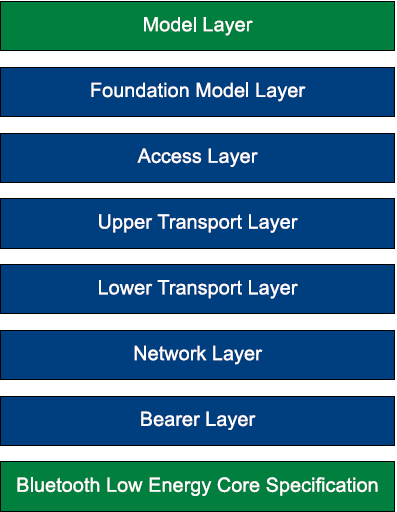 Model Layer
Foundation Model Layer
Access Layer
Upper Transport Layer
Lower Transport Layer
Network Layer
Bearer Layer
Bluetooth Low Energy Core Specification